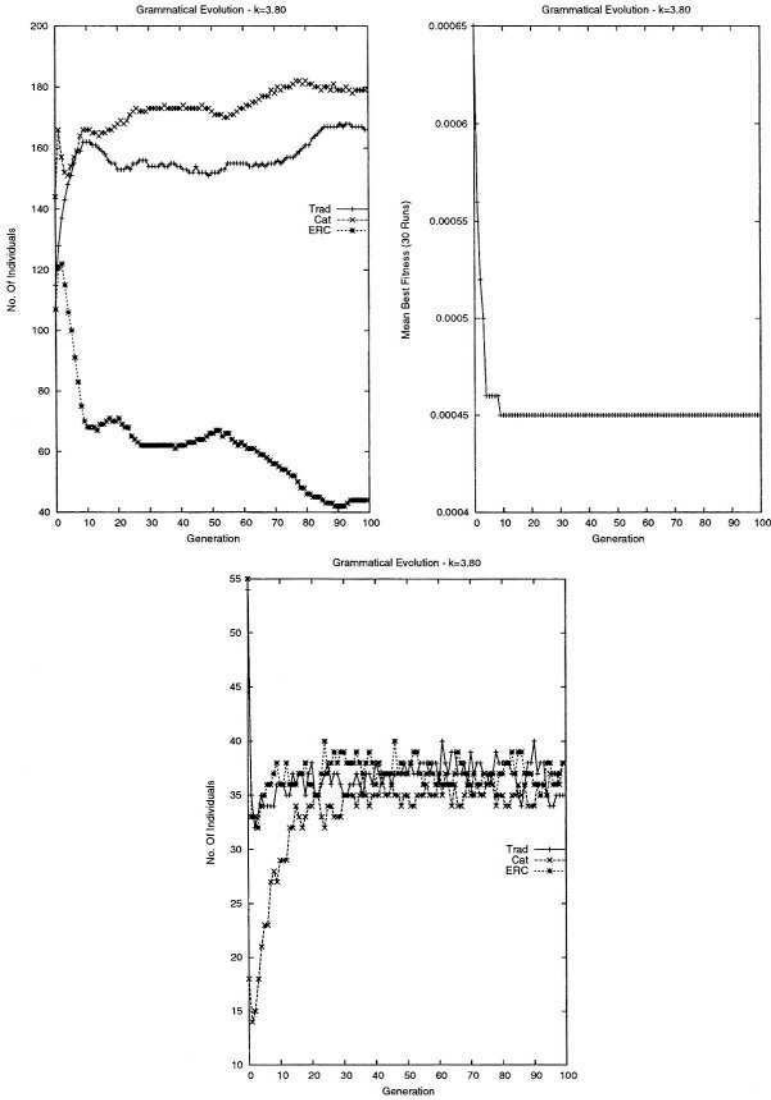 Grammatical Evolution - k=3.80
200
180
160
140
120
100
80
60
40
No. Of Individuals
Trad
Cat
ERC
0 10 20 30 40 50 60 70 80 90 100
Generation
Grammatical Evolution - k=3.80
0.00065
0.0006
0.00055
0.0005
0.00045
0.0004
Mean Best Fitness (30 Runs)
0 10 20 30 40 50 60 70 80 90 100
Generation
Grammatical Evolution - k=3.80
55
50
45
40
35
30
25
20
15
10
No. Of Individuals
Trad
Cat
ERC
0 10 20 30 40 50 60 70 80 90 100
Generation